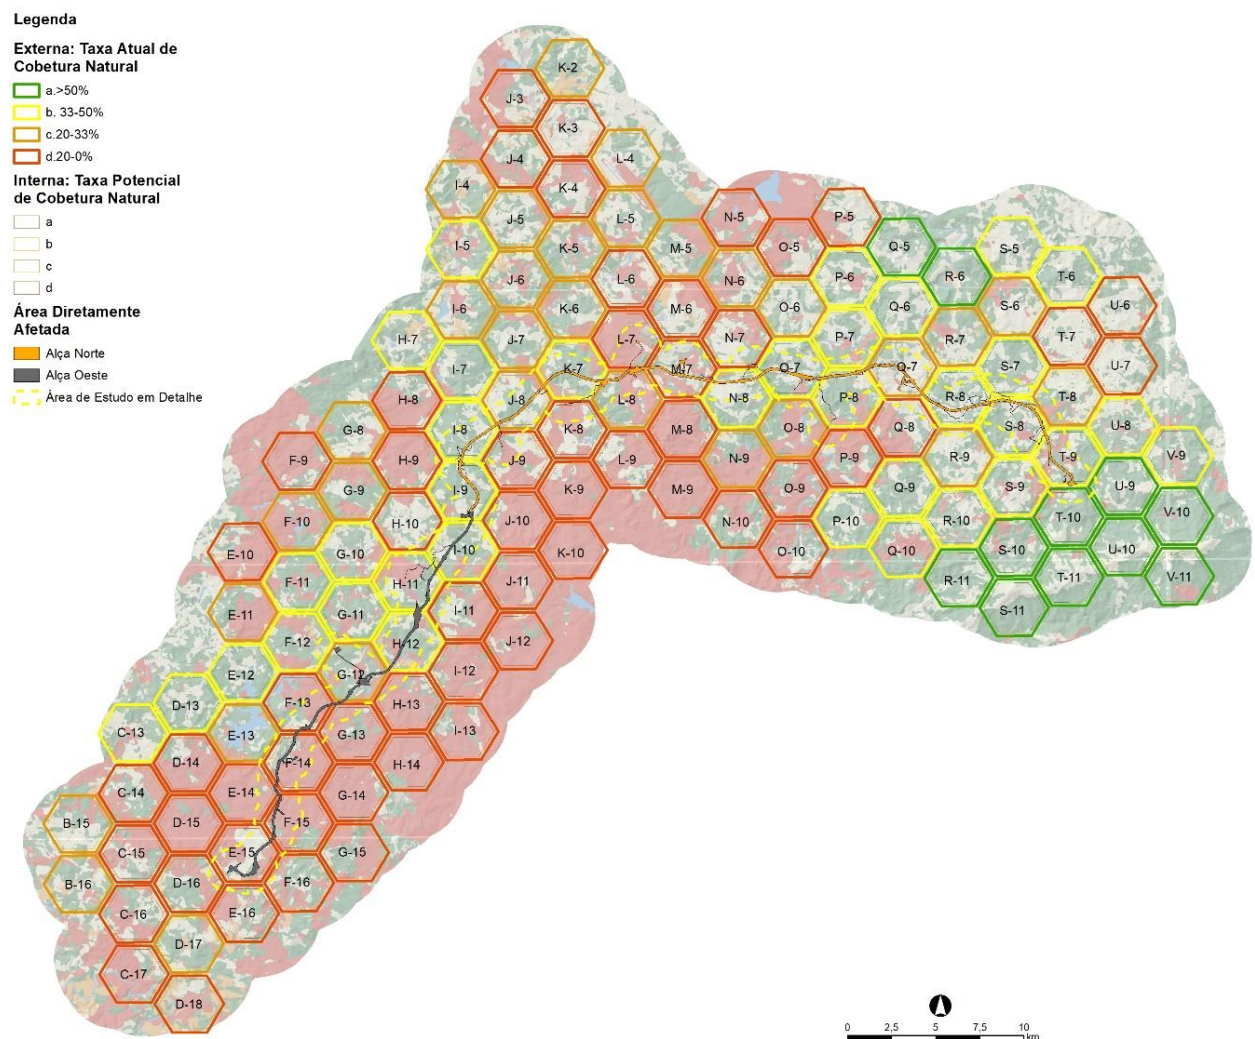 Legenda
Externa: Taxa Atual de
Cobetura Natural
a.>50%
b. 33-50%
c.20-33%
d.20-0%
Interna: Taxa Potencial
de Cobetura Natural
a
b
c
d
Área Diretamente
Afetada
Alça Norte
Alça Oeste
Área de Estudo em Detalhe
K-2
J-3
K-3
J-4 L-4
I-4 K-4
J-5 L-5 N-5 P-5
I-5 K-5 M-5 O-5 Q-5 S-5
J-6 L-6 N-6 P-6 R-6 T-6
I-6 K-6 M-6 O-6 Q-6 S-6 U-6
H-7 J-7 L-7 N-7 P-7 R-7 T-7
I-7 K-7 M-7 O-7 Q-7 S-7 U-7
H-8 J-8 L-8 N-8 P-8 R-8 T-8
G-8 I-8 K-8 M-8 O-8 Q-8 S-8 U-8
F-9 H-9 J-9 L-9 N-9 P-9 R-9 T-9 V-9
G-9 I-9 K-9 M-9 O-9 Q-9 S-9 U-9
F-10 H-10 J-10 N-10 P-10 R-10 T-10 V-10
E-10 G-10 I-10 K-10 O-10 Q-10 S-10 U-10
F-11 H-11 J-11 R-11 T-11 V-11
E-11 G-11 I-11 S-11
F-12 H-12 J-12
E-12 G-12 I-12
D-13 F-13 H-13
C-13 E-13 G-13 I-13
D-14 F-14 H-14
C-14 E-14 G-14
B-15 D-15 F-15
C-15 E-15 G-15
B-16 D-16 F-16
C-16 E-16
D-17
C-17
D-18
0 2,5 5 7,5 10
km